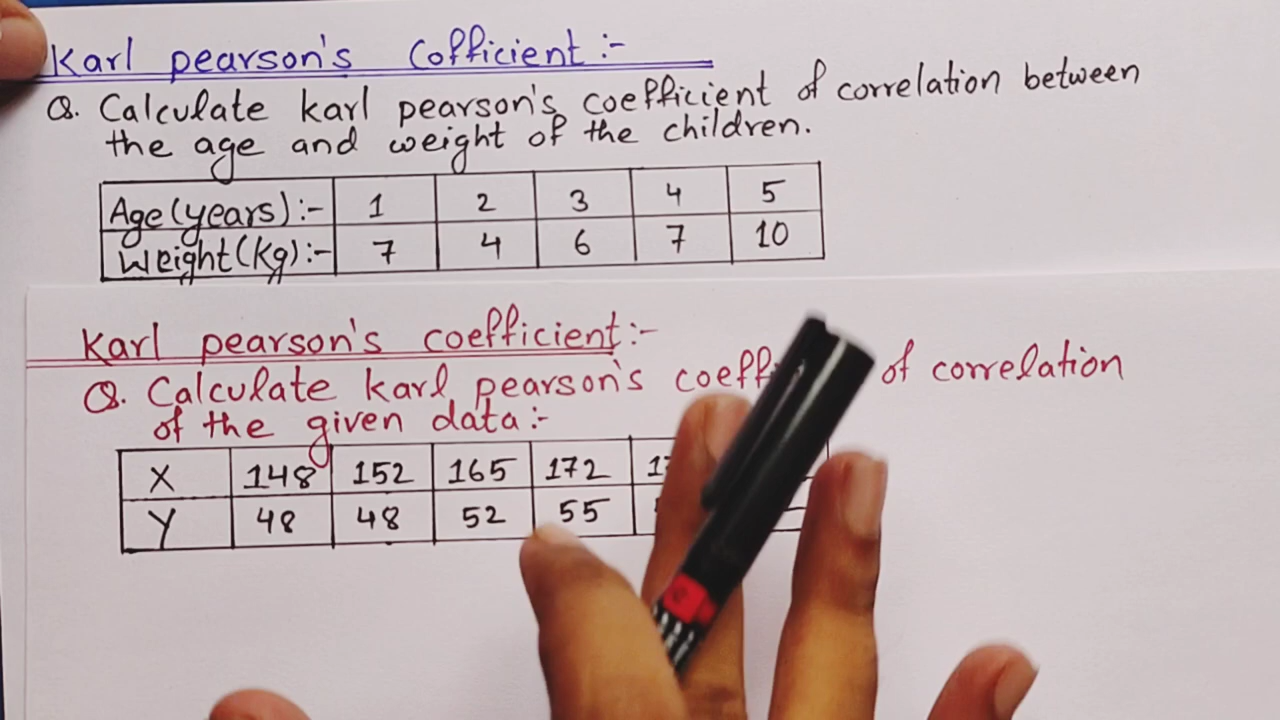 Karl pearson's Cofficient :-
Q. Calculate karl pearson's coefficient of correlation between
the age and weight of the children.
Age (years) :- 1 2 3 4 5
Weight (Kg) :- 7 4 6 7 10
Karl pearson's coefficient :-
Q. Calculate Karl pearson's of correlation
of the given data :-
X 148 152 165 172
Y 48 48 52 55